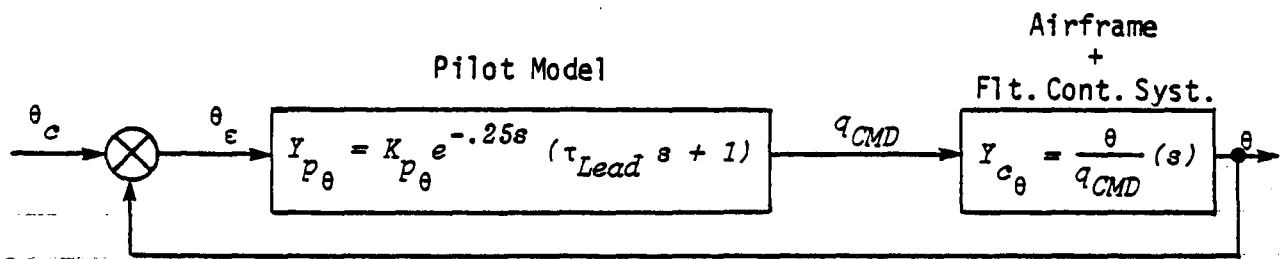 Airframe
+
Flt. Cont. Syst.
Pilot Model
θc
θε
Ypθ = Kpθ e^-.25s (τLead s + 1)
qCMD
Ycθ = θ/qCMD (s)
θ